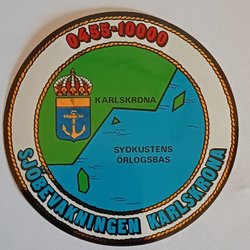 0455-10000
KARLSKRONA
SYDKUSTENS
ÖRLOGSBAS
SJÖBEVAKNINGEN KARLSKRONA